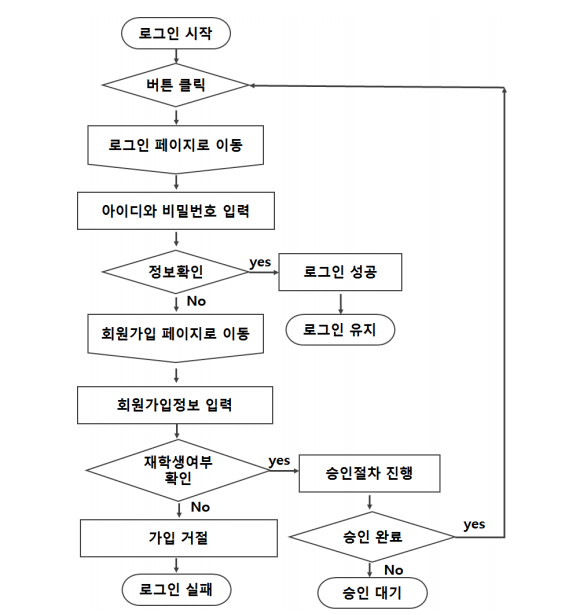 로그인 시작
버튼 클릭
로그인 페이지로 이동
아이디와 비밀번호 입력
정보확인
yes
로그인 성공
No
로그인 유지
회원가입 페이지로 이동
회원가입정보 입력
재학생여부
확인
yes
승인절차 진행
No
가입 거절
승인 완료
yes
No
로그인 실패
승인 대기